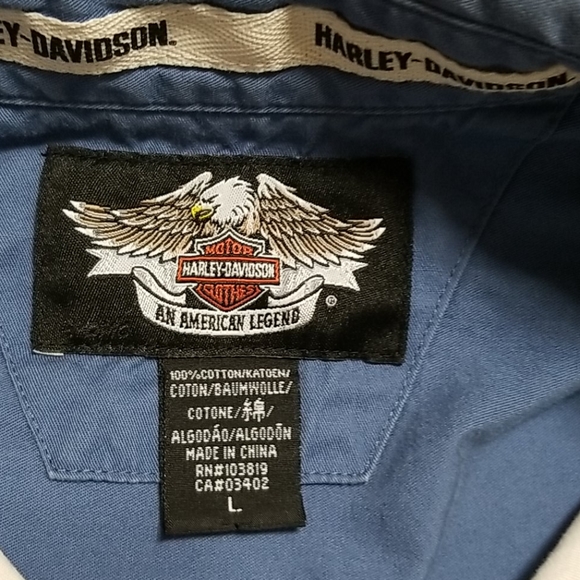 EY-DAVIDSON.
HARLEY-DAVIDSON.
MOTOR
HARLEY-DAVIDSON
CLOTHES
AN AMERICAN LEGEND
®
100%COTTON/KATOEN/
COTON/BAUMWOLLE/
COTONE/綿/
ALGODÃO/ALGODÓN
MADE IN CHINA
RN#103819
CA#03402
L